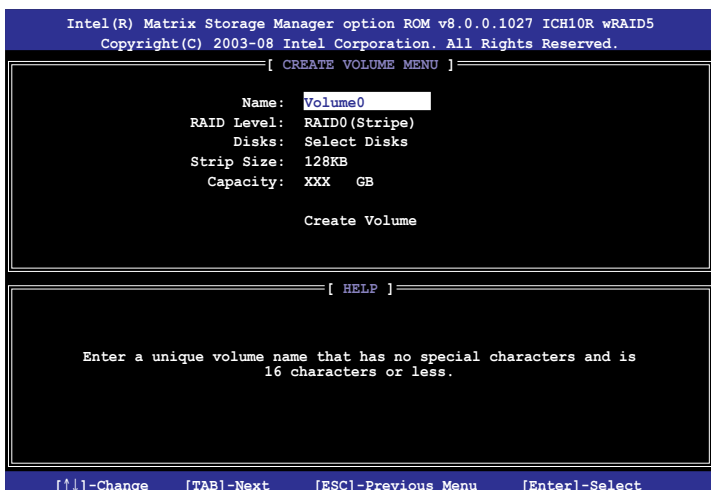 Intel(R) Matrix Storage Manager option ROM v8.0.0.1027 ICH10R wRAID5
Copyright(C) 2003-08 Intel Corporation. All Rights Reserved.
[ CREATE VOLUME MENU ]
Name: Volume0
RAID Level: RAID0(Stripe)
Disks: Select Disks
Strip Size: 128KB
Capacity: XXX GB
Create Volume
[ HELP ]
Enter a unique volume name that has no special characters and is
16 characters or less.
[↑↓]-Change [TAB]-Next [ESC]-Previous Menu [Enter]-Select